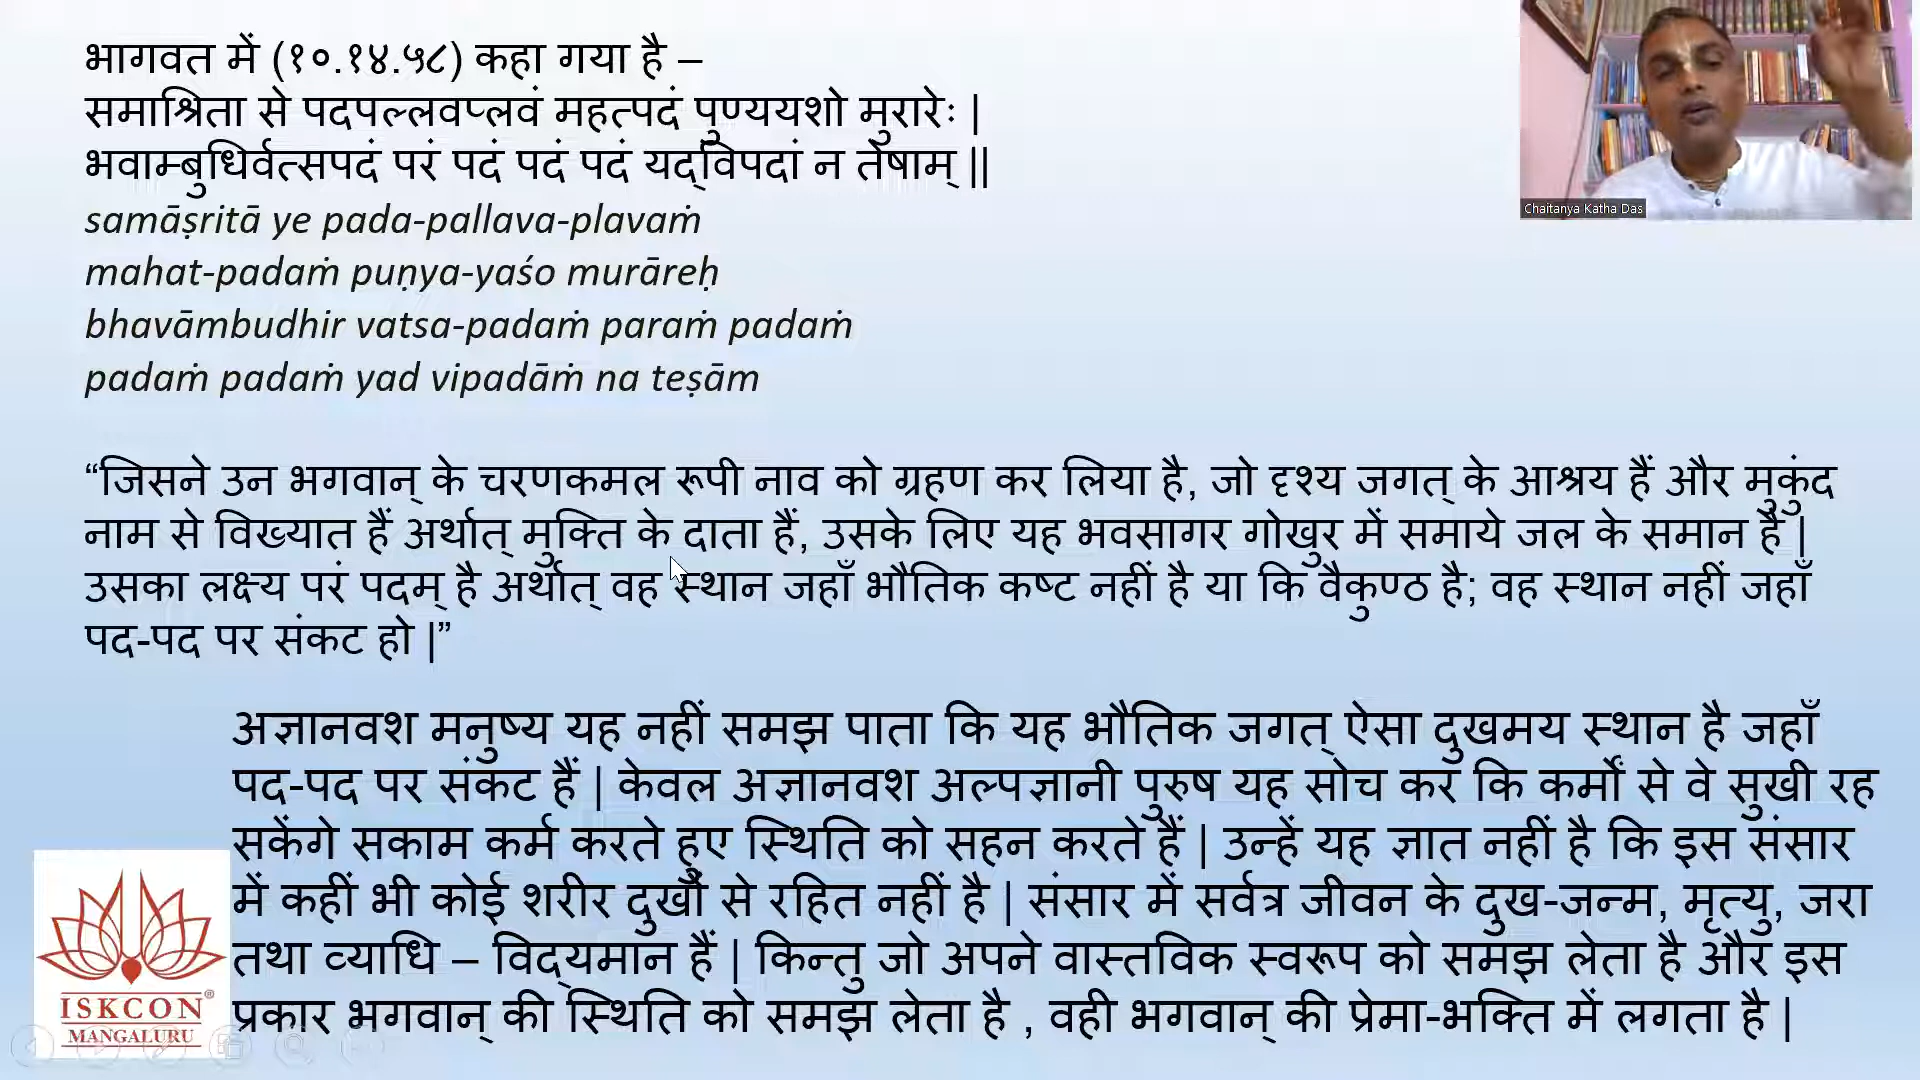 भागवत में (१०.१४.५८) कहा गया है –
समाश्रिता से पदपल्लवप्लवं महत्पदं पुण्ययशो मुरारेः |
भवाम्बुधिर्वत्सपदं परं पदं पदं पदं यद्विपदां न तेषाम् ||
samāṣritā ye pada-pallava-plavaṁ
mahat-padaṁ puṇya-yaśo murāreḥ
bhavāmbudhir vatsa-padaṁ paraṁ padaṁ
padaṁ padaṁ yad vipadāṁ na teṣām
“जिसने उन भगवान् के चरणकमल रूपी नाव को ग्रहण कर लिया है, जो दृश्य जगत् के आश्रय हैं और मुकुंद
नाम से विख्यात हैं अर्थात् मुक्ति के दाता हैं, उसके लिए यह भवसागर गोखुर में समाये जल के समान है |
उसका लक्ष्य परं पदम् है अर्थात् वह स्थान जहाँ भौतिक कष्ट नहीं है या कि वैकुण्ठ है; वह स्थान नहीं जहाँ
पद-पद पर संकट हो |”
अज्ञानवश मनुष्य यह नहीं समझ पाता कि यह भौतिक जगत् ऐसा दुखमय स्थान है जहाँ
पद-पद पर संकट हैं | केवल अज्ञानवश अल्पज्ञानी पुरुष यह सोच कर कि कर्मों से वे सुखी रह
सकेंगे सकाम कर्म करते हुए स्थिति को सहन करते हैं | उन्हें यह ज्ञात नहीं है कि इस संसार
में कहीं भी कोई शरीर दुखों से रहित नहीं है | संसार में सर्वत्र जीवन के दुख-जन्म, मृत्यु, जरा
तथा व्याधि – विद्यमान हैं | किन्तु जो अपने वास्तविक स्वरूप को समझ लेता है और इस
प्रकार भगवान् की स्थिति को समझ लेता है , वही भगवान् की प्रेमा-भक्ति में लगता है |
Chaitanya Katha Das
ISKCON®
MANGALURU